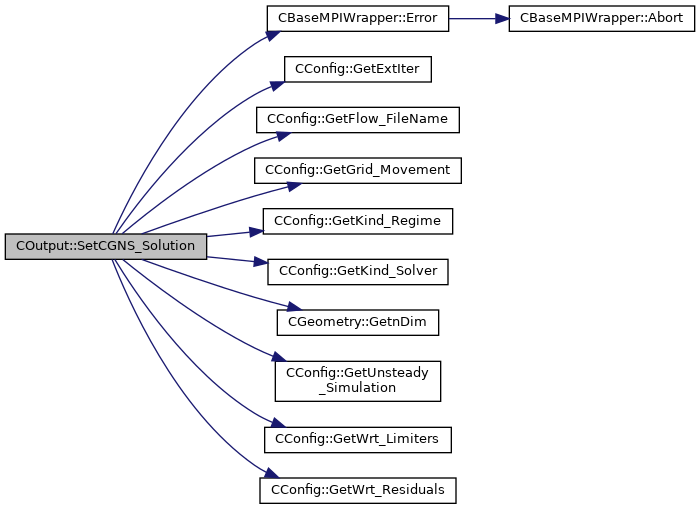 COutput::SetCGNS_Solution
CBaseMPIWrapper::Error
CBaseMPIWrapper::Abort
CConfig::GetExtIter
CConfig::GetFlow_FileName
CConfig::GetGrid_Movement
CConfig::GetKind_Regime
CConfig::GetKind_Solver
CGeometry::GetnDim
CConfig::GetUnsteady
_Simulation
CConfig::GetWrt_Limiters
CConfig::GetWrt_Residuals